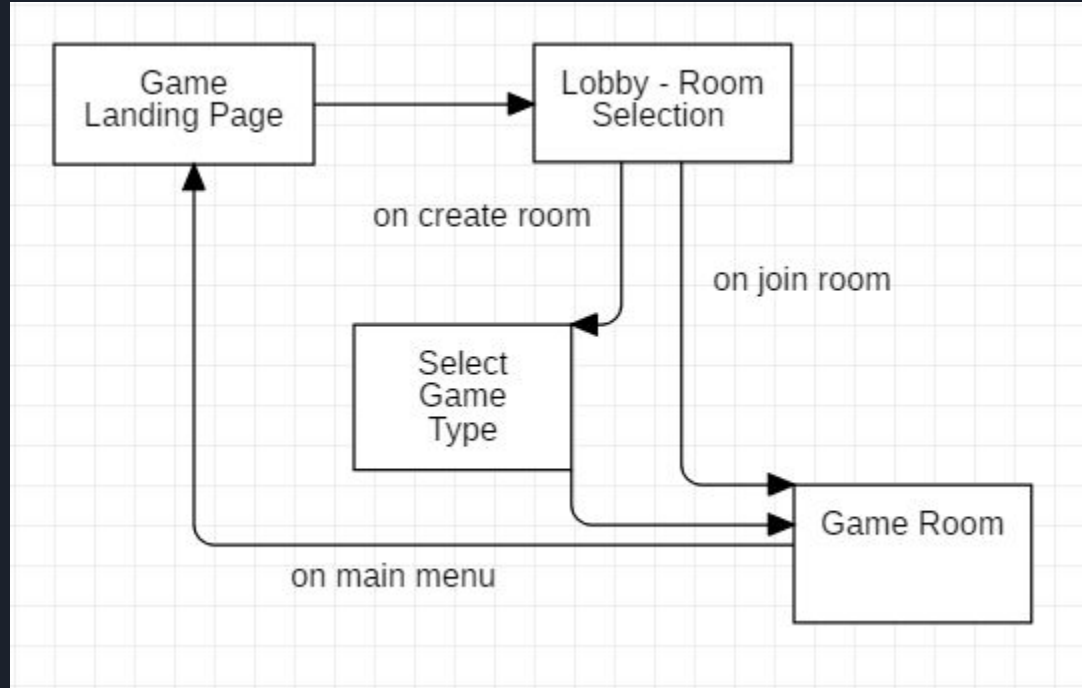 Game
Landing Page
Lobby - Room
Selection
on create room
on join room
Select
Game
Type
Game Room
on main menu